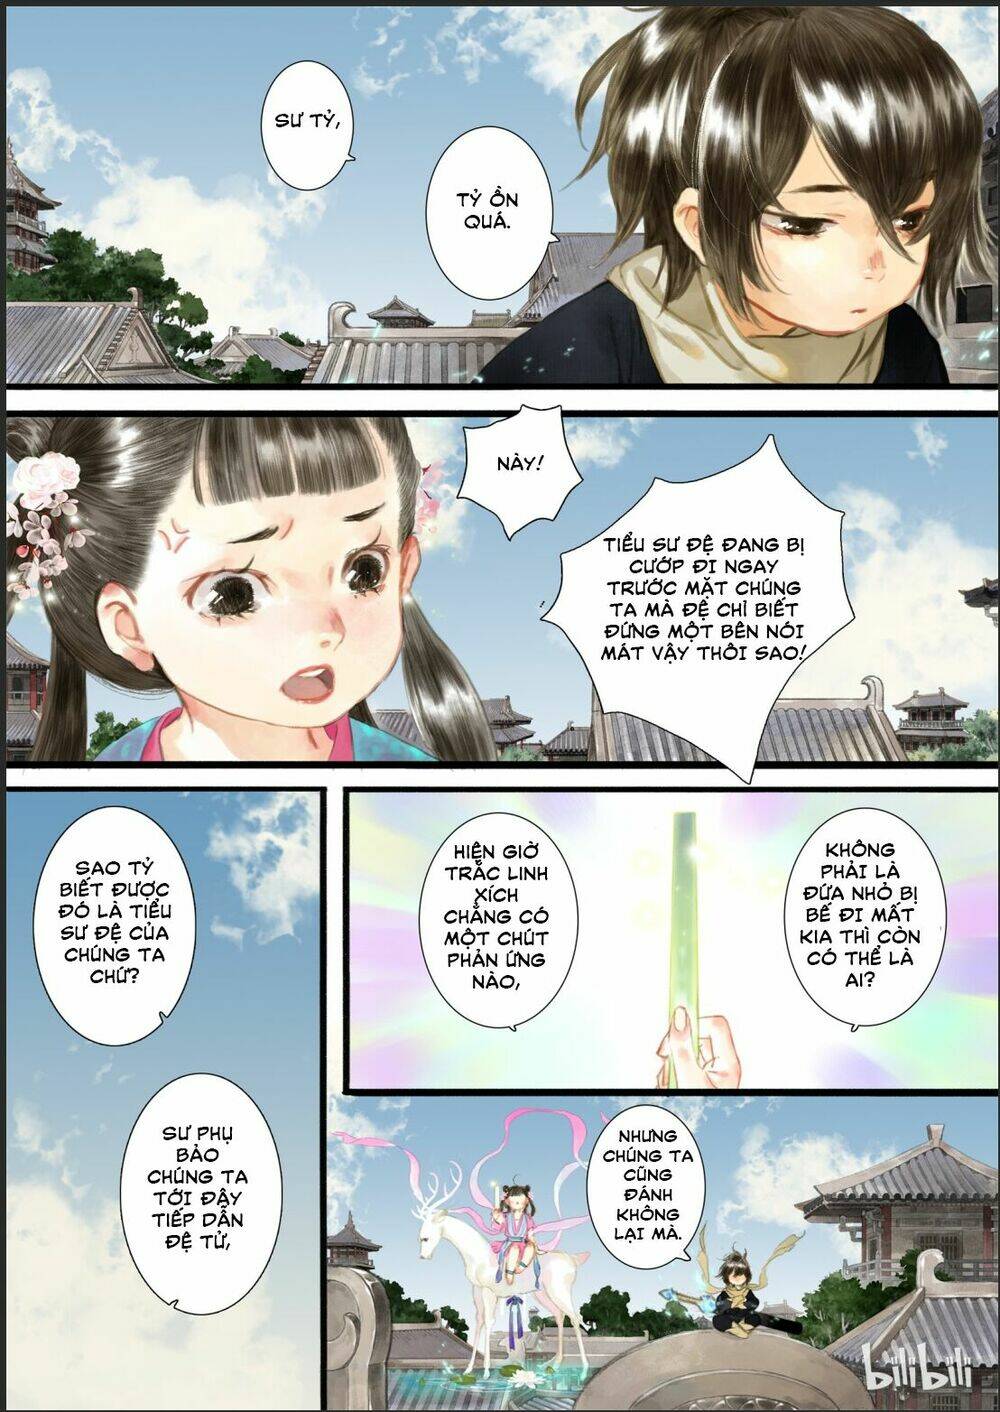 SƯ TỶ,
TỶ ỒN
QUÁ.
NÀY!
TIỂU SƯ ĐỆ ĐANG BỊ
CƯỚP ĐI NGAY
TRƯỚC MẶT CHÚNG
TA MÀ ĐỆ CHỈ BIẾT
ĐỨNG MỘT BÊN NÓI
MÁT VẬY THÔI SAO!
SAO TỶ
BIẾT ĐƯỢC
ĐÓ LÀ TIỂU
SƯ ĐỆ CỦA
CHÚNG TA
CHỨ?
SƯ PHỤ
BẢO
CHÚNG TA
TỚI ĐÂY
TIẾP DẪN
ĐỆ TỬ,
HIỆN GIỜ
TRẮC LINH
XÍCH
CHẲNG CÓ
MỘT CHÚT
PHẢN ỨNG
NÀO,
KHÔNG
PHẢI LÀ
ĐỨA NHỎ BỊ
BẾ ĐI MẤT
KIA THÌ CÒN
CÓ THỂ LÀ
AI?
NHƯNG
CHÚNG TA
CŨNG
ĐÁNH
KHÔNG
LẠI MÀ.
bilibili